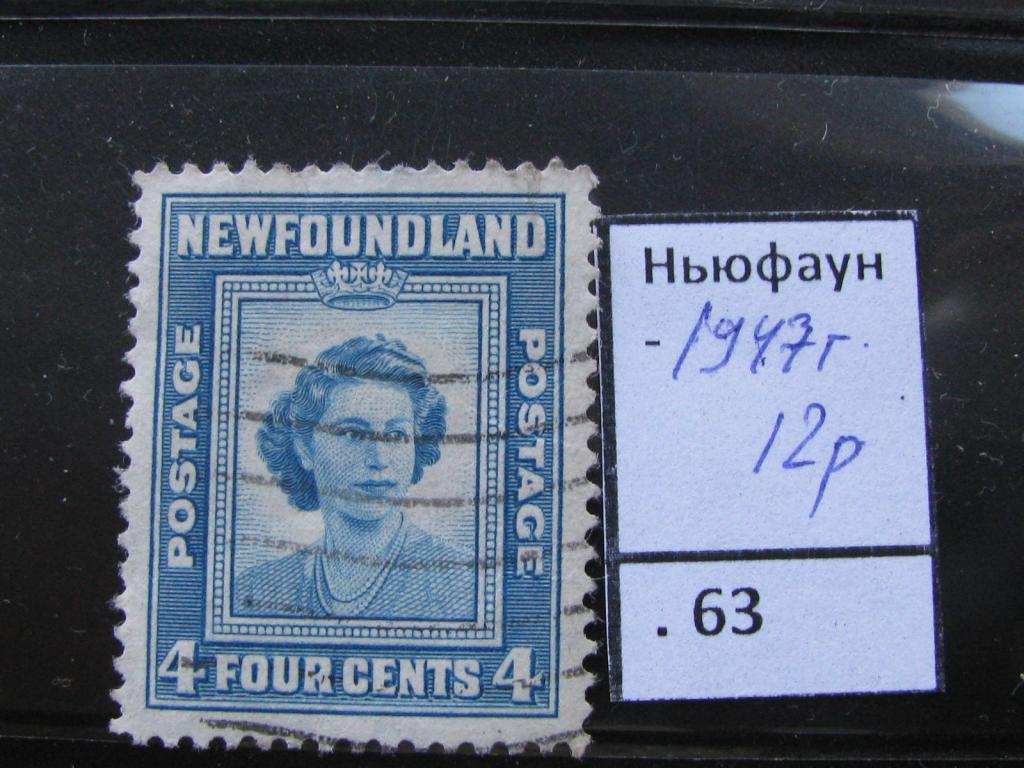 NEWFOUNDLAND
POSTAGE
POSTAGE
4 FOUR CENTS 4
Ньюфаун
- 1947г.
12р
. 63